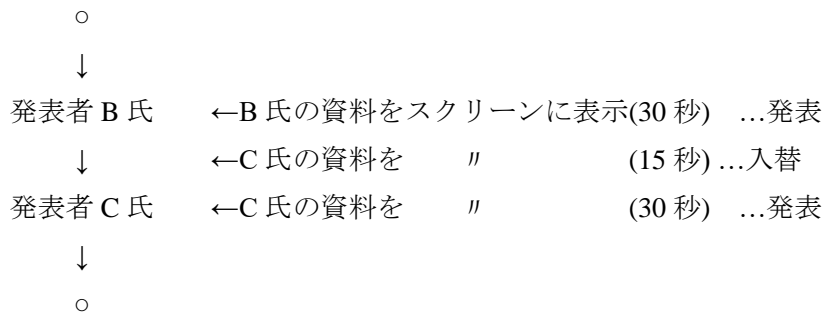 ○
↓
発表者 B 氏 ←B 氏の資料をスクリーンに表示(30 秒) …発表
↓ ←C 氏の資料を 〃 (15 秒) …入替
発表者 C 氏 ←C 氏の資料を 〃 (30 秒) …発表
↓
○